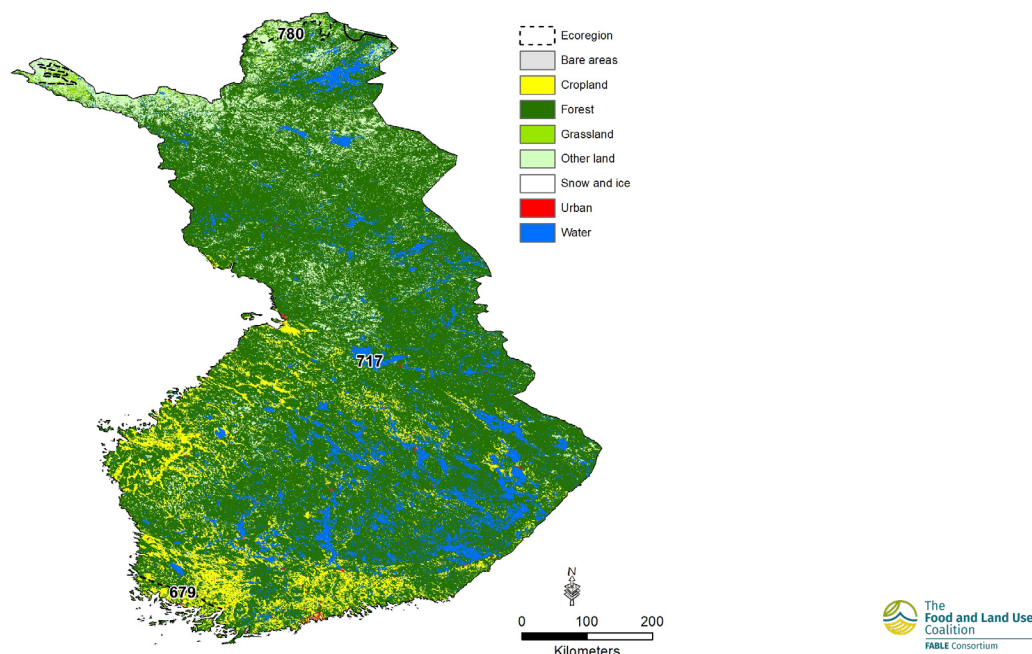 780
Ecoregion
Bare areas
Cropland
Forest
Grassland
Other land
Snow and ice
Urban
Water
717
679
N
0 50 100 200
Kilometers
The
Food and Land Use
Coalition
FABLE Consortium